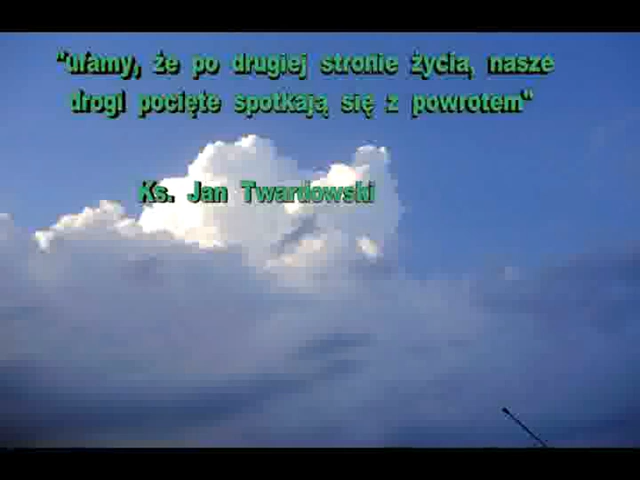 "ufamy, że po drugiej stronie życia, nasze
drogi pocięte spotkają się z powrotem"
Ks. Jan Twardowski